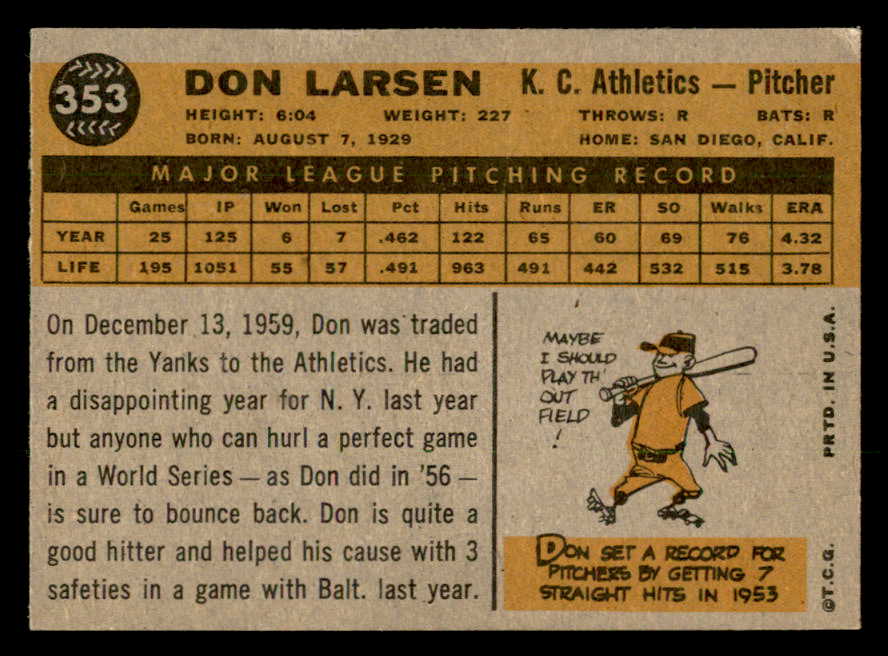 353
DON LARSEN K. C. Athletics — Pitcher
HEIGHT: 6:04 WEIGHT: 227 THROWS: R BATS: R
BORN: AUGUST 7, 1929 HOME: SAN DIEGO, CALIF.
MAJOR LEAGUE PITCHING RECORD
Games IP Won Lost Pct Hits Runs ER SO Walks ERA
YEAR 25 125 6 7 .462 122 65 60 69 76 4.32
LIFE 195 1051 55 57 .491 963 491 442 532 515 3.78
On December 13, 1959, Don was traded
from the Yanks to the Athletics. He had
a disappointing year for N. Y. last year
but anyone who can hurl a perfect game
in a World Series — as Don did in '56 —
is sure to bounce back. Don is quite a
good hitter and helped his cause with 3
safeties in a game with Balt. last year.
MAYBE
I SHOULD
PLAY TH'
OUT
FIELD
!
DON SET A RECORD FOR
PITCHERS BY GETTING 7
STRAIGHT HITS IN 1953
©T.C.G. PRTD. IN U.S.A.